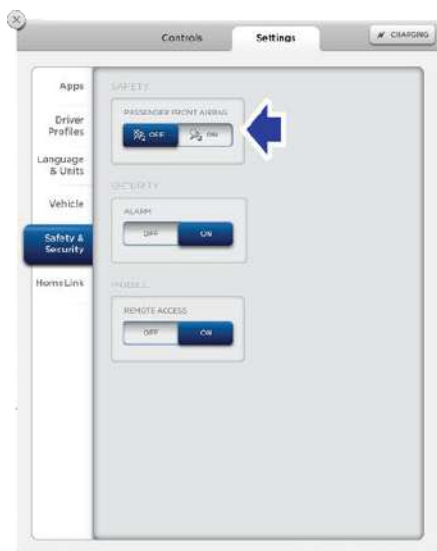 Controls
Settings
CHARGING
Apps
Driver
Profiles
Language
& Units
Vehicle
Safety &
Security
HomeLink
SAFETY
PASSENGER FRONT AIRBAG
OFF
ON
SECURITY
ALARM
OFF
ON
MOBILE
REMOTE ACCESS
OFF
ON